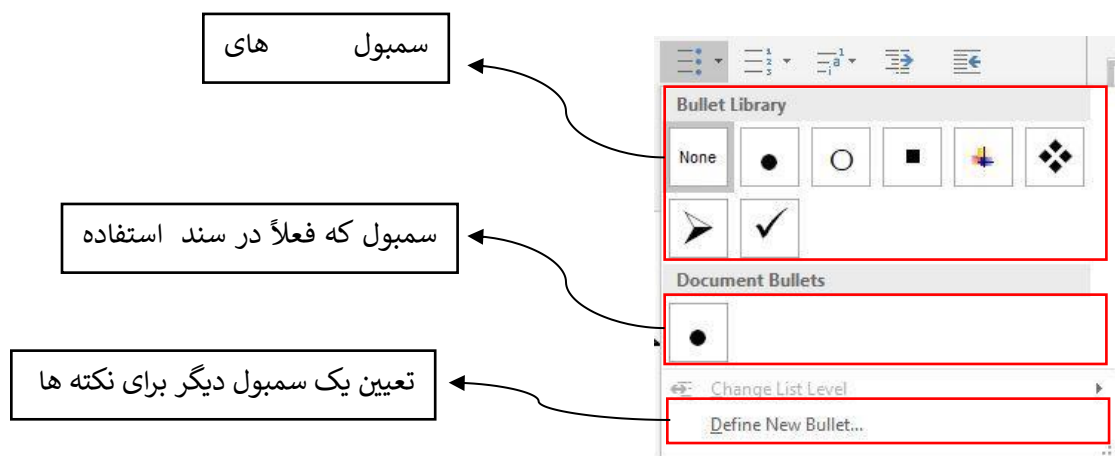 سمبول های
Bullet Library
None
سمبول که فعلاً در سند استفاده
Document Bullets
تعیین یک سمبول دیگر برای نکته ها
Change List Level
Define New Bullet...